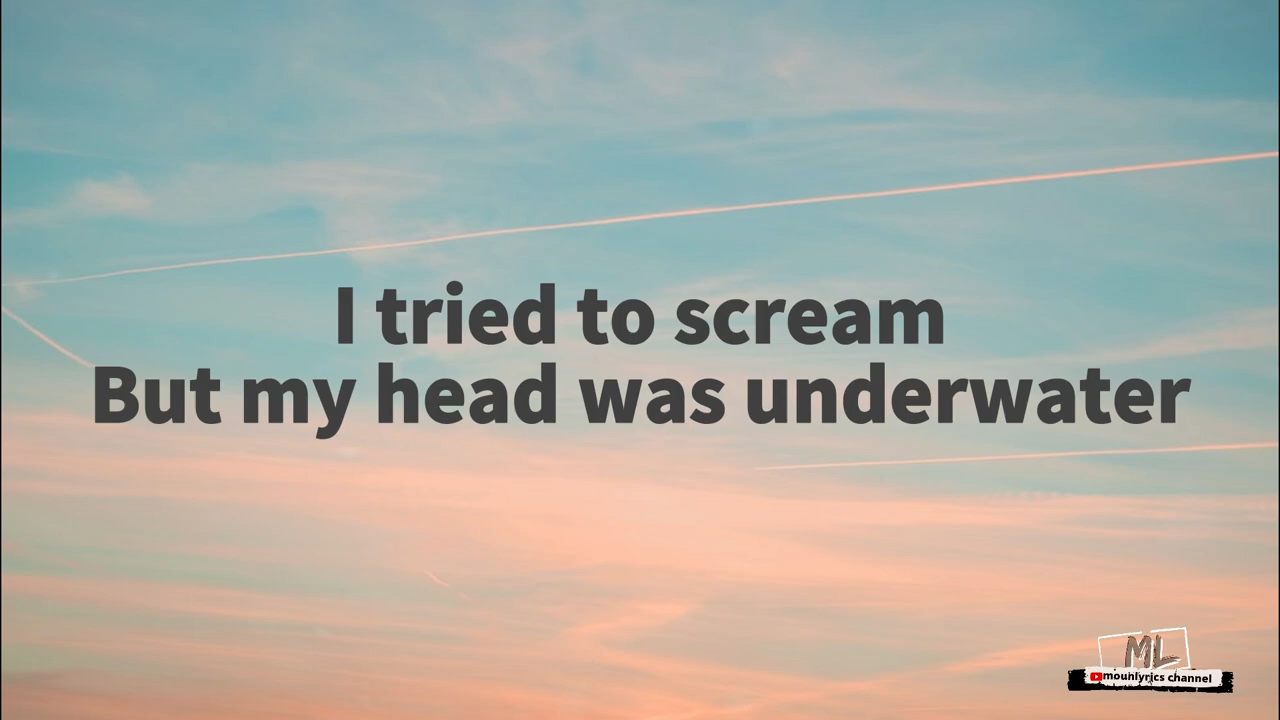 I tried to scream
But my head was underwater
ML
mouhlyrics channel